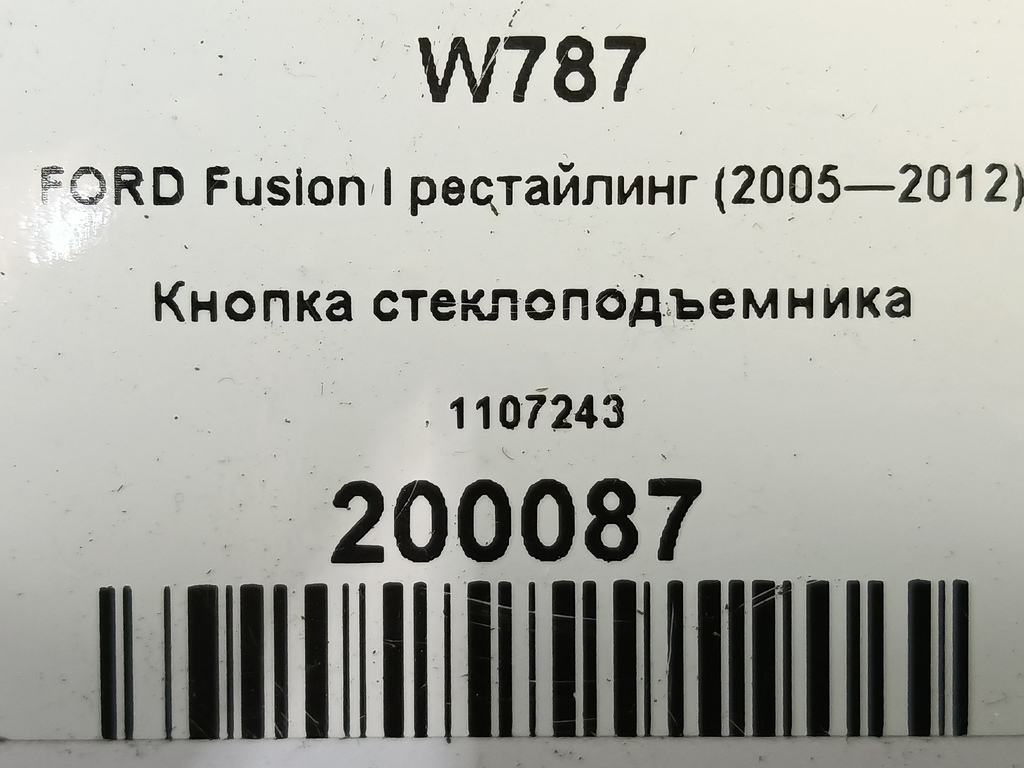 W787
FORD Fusion I рестайлинг (2005—2012)
Кнопка стеклоподъемника
1107243
200087